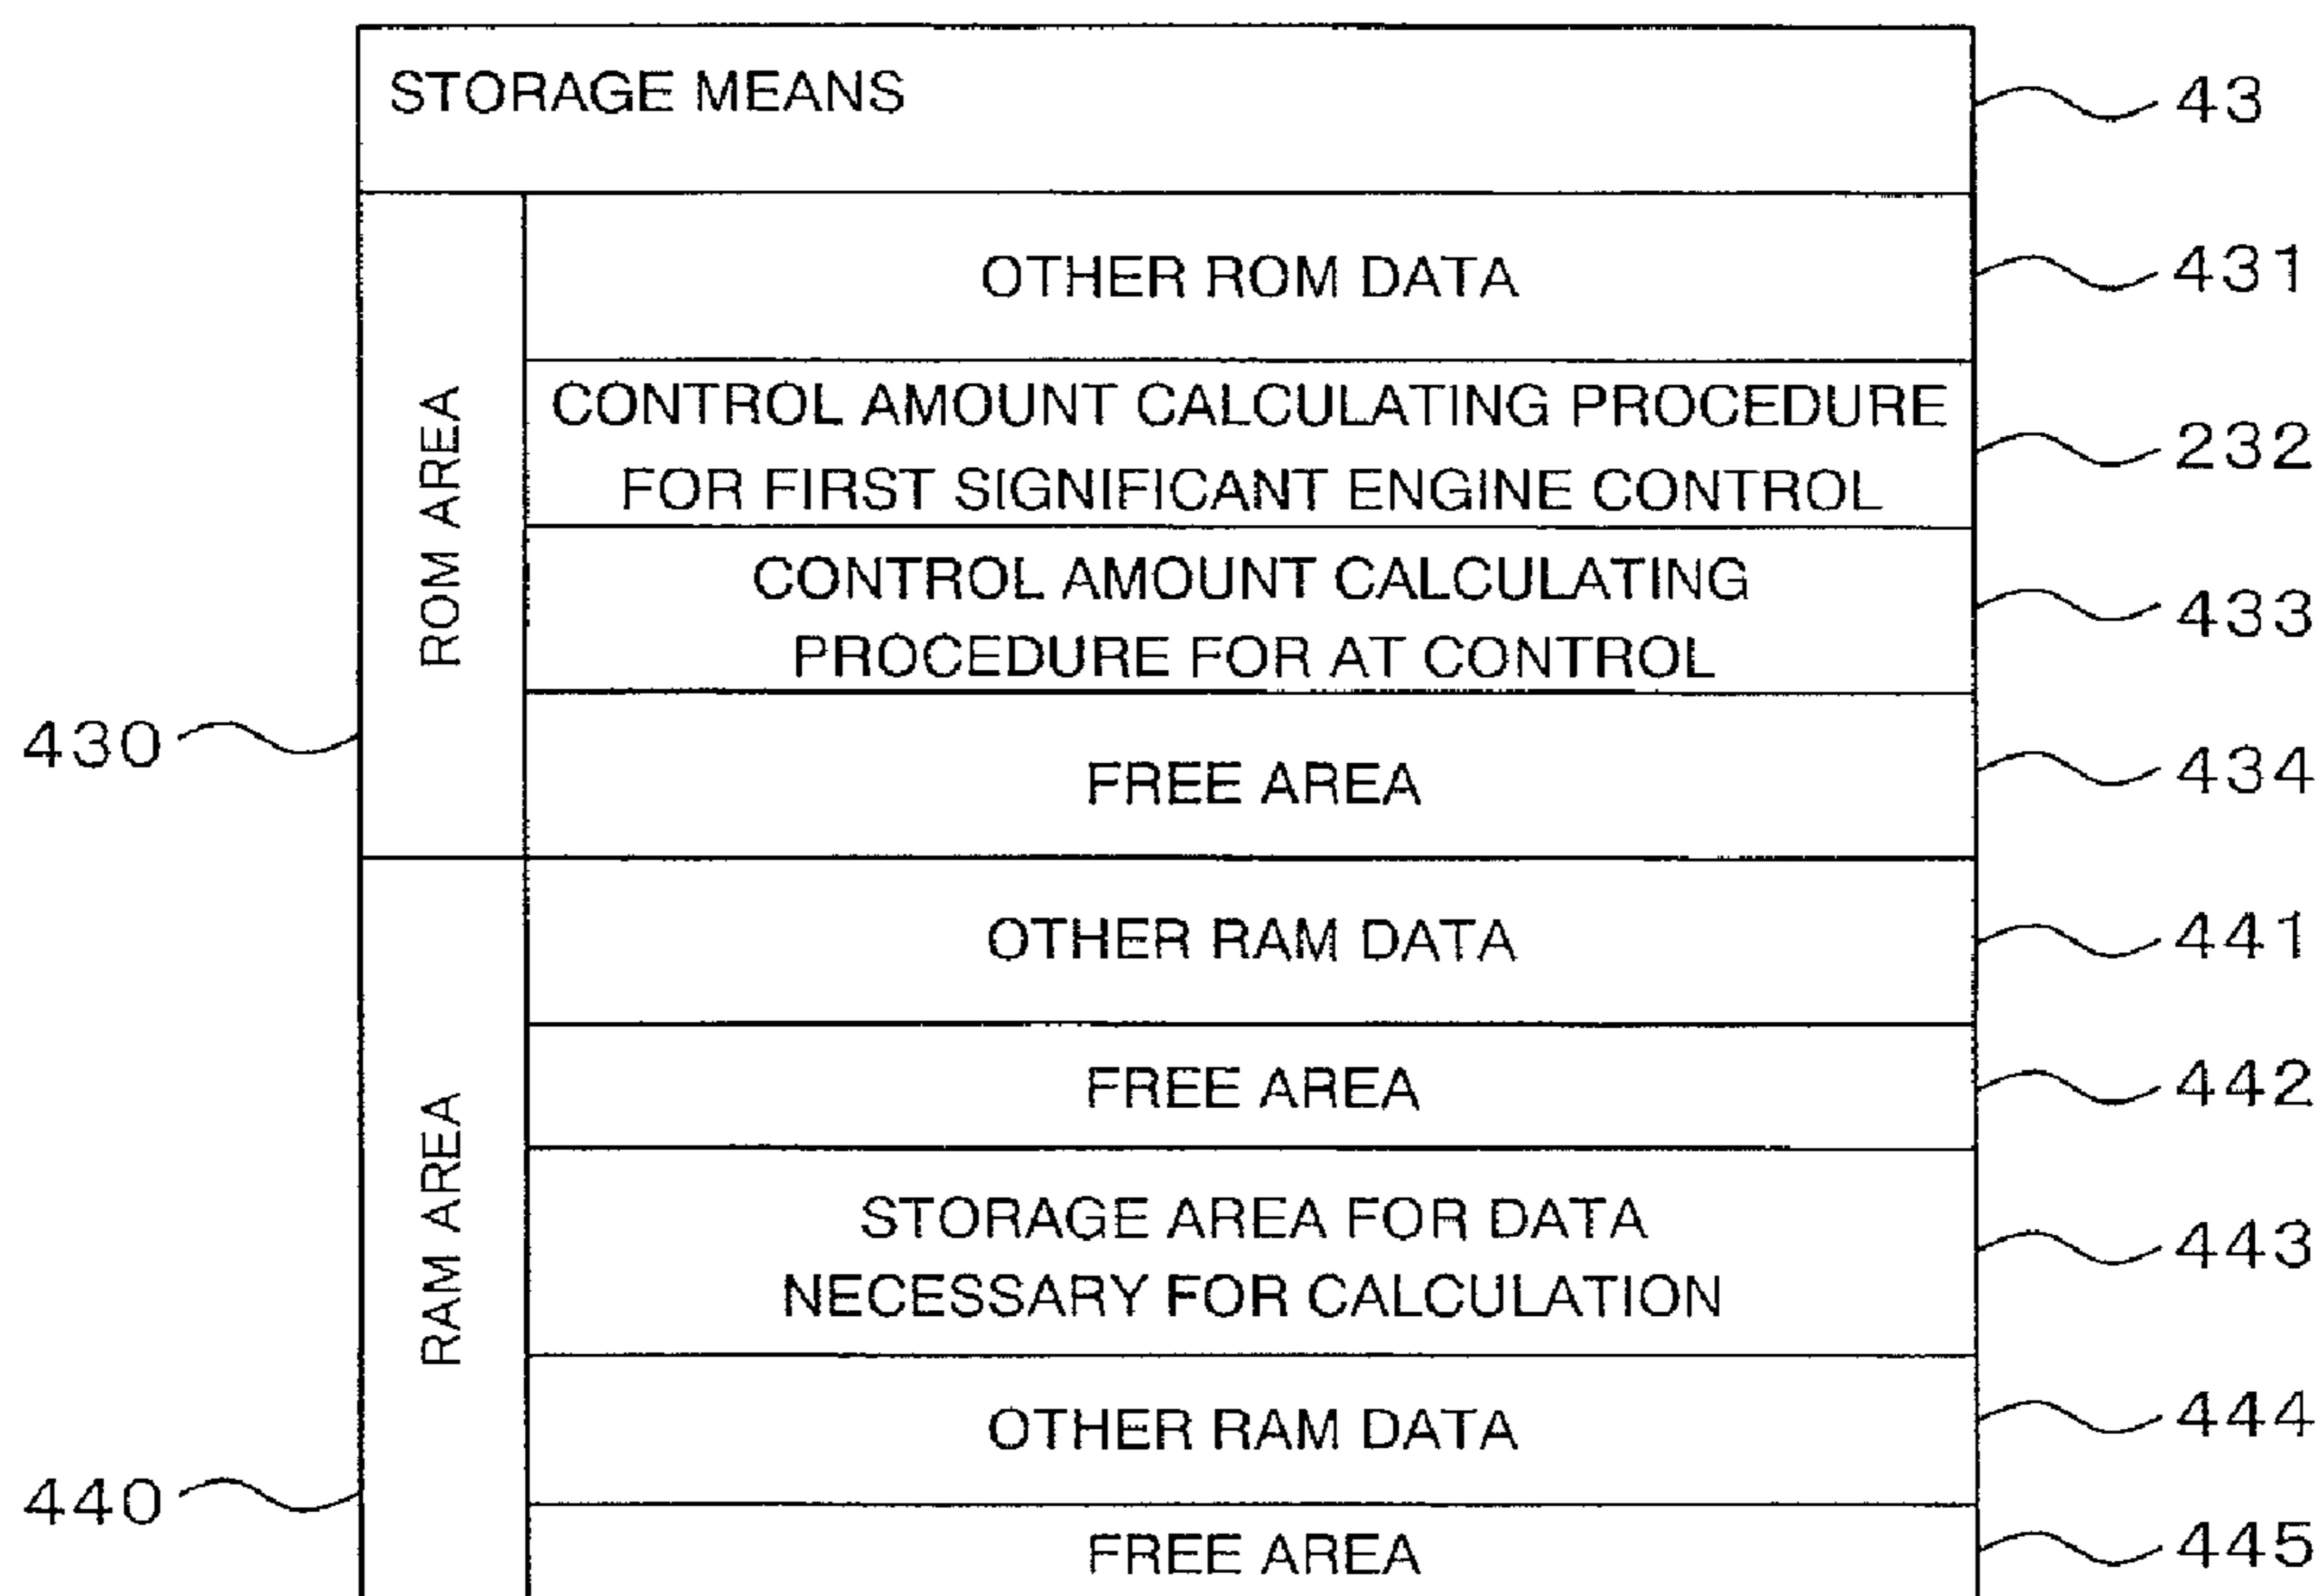 STORAGE MEANS
43
ROM AREA
430
OTHER ROM DATA
431
CONTROL AMOUNT CALCULATING PROCEDURE
FOR FIRST SIGNIFICANT ENGINE CONTROL
232
CONTROL AMOUNT CALCULATING
PROCEDURE FOR AT CONTROL
433
FREE AREA
434
RAM AREA
440
OTHER RAM DATA
441
FREE AREA
442
STORAGE AREA FOR DATA
NECESSARY FOR CALCULATION
443
OTHER RAM DATA
444
FREE AREA
445